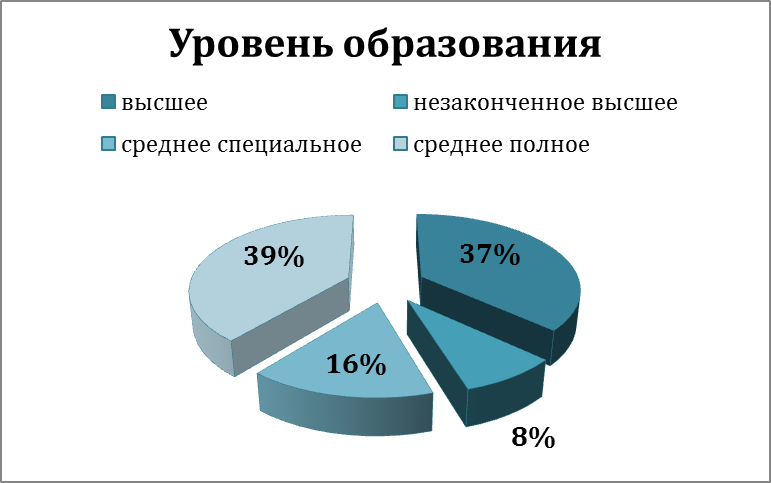 Уровень образования
высшее
незаконченное высшее
среднее специальное
среднее полное
39%
37%
16%
8%